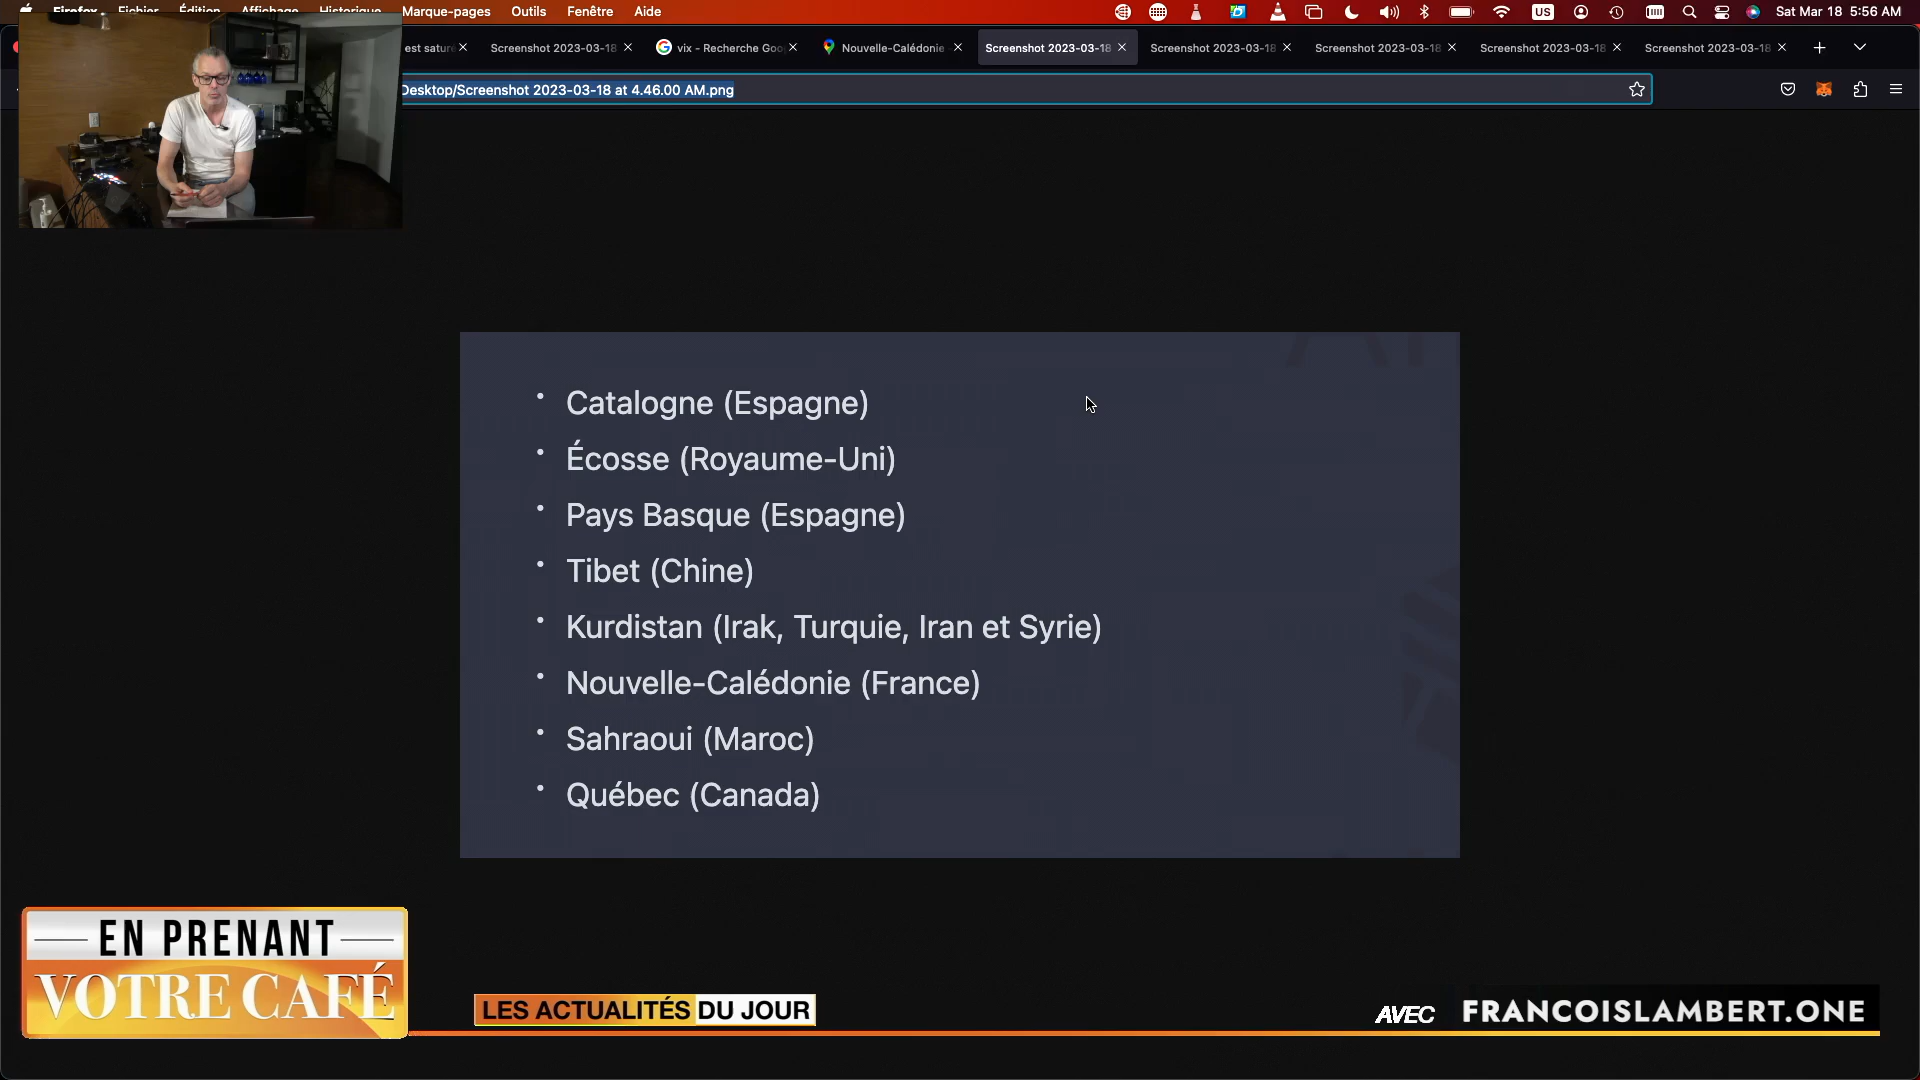 Firefox Fichier Édition Affichage Historique Marque-pages Outils Fenêtre Aide
US
Sat Mar 18 5:56 AM
est satur
Screenshot 2023-03-18
vix - Recherche Goo
Nouvelle-Calédonie
Screenshot 2023-03-18
Screenshot 2023-03-18
Screenshot 2023-03-18
Screenshot 2023-03-18
Screenshot 2023-03-18
Desktop/Screenshot 2023-03-18 at 4.46.00 AM.png
• Catalogne (Espagne)
• Écosse (Royaume-Uni)
• Pays Basque (Espagne)
• Tibet (Chine)
• Kurdistan (Irak, Turquie, Iran et Syrie)
• Nouvelle-Calédonie (France)
• Sahraoui (Maroc)
• Québec (Canada)
EN PRENANT
VOTRE CAFÉ
LES ACTUALITÉS DU JOUR
AVEC FRANCOISLAMBERT.ONE